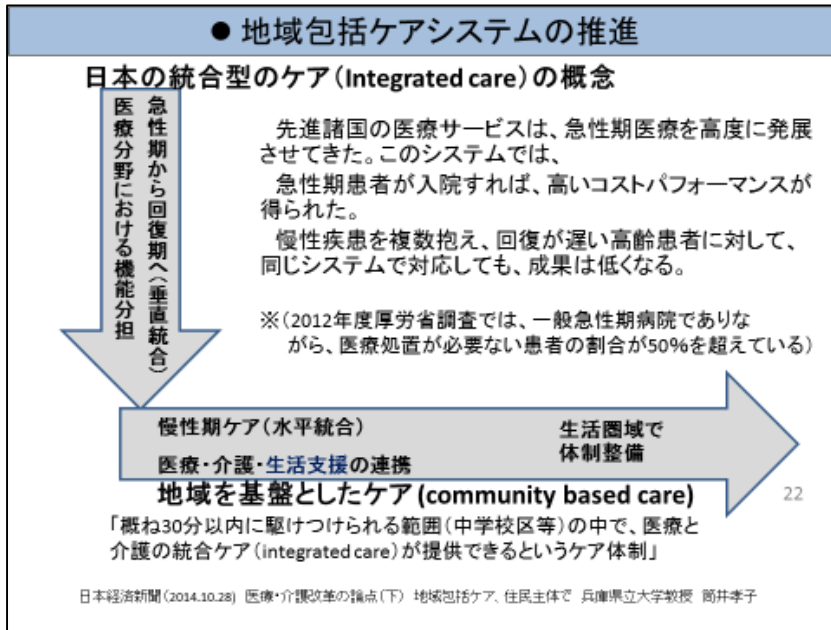 ● 地域包括ケアシステムの推進
日本の統合型のケア(Integrated care)の概念
急性期から回復期へ(垂直統合)
医療分野における機能分担
先進諸国の医療サービスは、急性期医療を高度に発展
させてきた。このシステムでは、
急性期患者が入院すれば、高いコストパフォーマンスが
得られた。
慢性疾患を複数抱え、回復が遅い高齢患者に対して、
同じシステムで対応しても、成果は低くなる。
※(2012年度厚労省調査では、一般急性期病院でありな
がら、医療処置が必要ない患者の割合が50%を超えている)
慢性期ケア(水平統合)
医療・介護・生活支援の連携
生活圏域で
体制整備
地域を基盤としたケア(community based care)
22
「概ね30分以内に駆けつけられる範囲(中学校区等)の中で、医療と
介護の統合ケア(integrated care)が提供できるというケア体制」
日本経済新聞(2014.10.28) 医療・介護改革の論点(下) 地域包括ケア、住民主体で 兵庫県立大学教授 筒井孝子